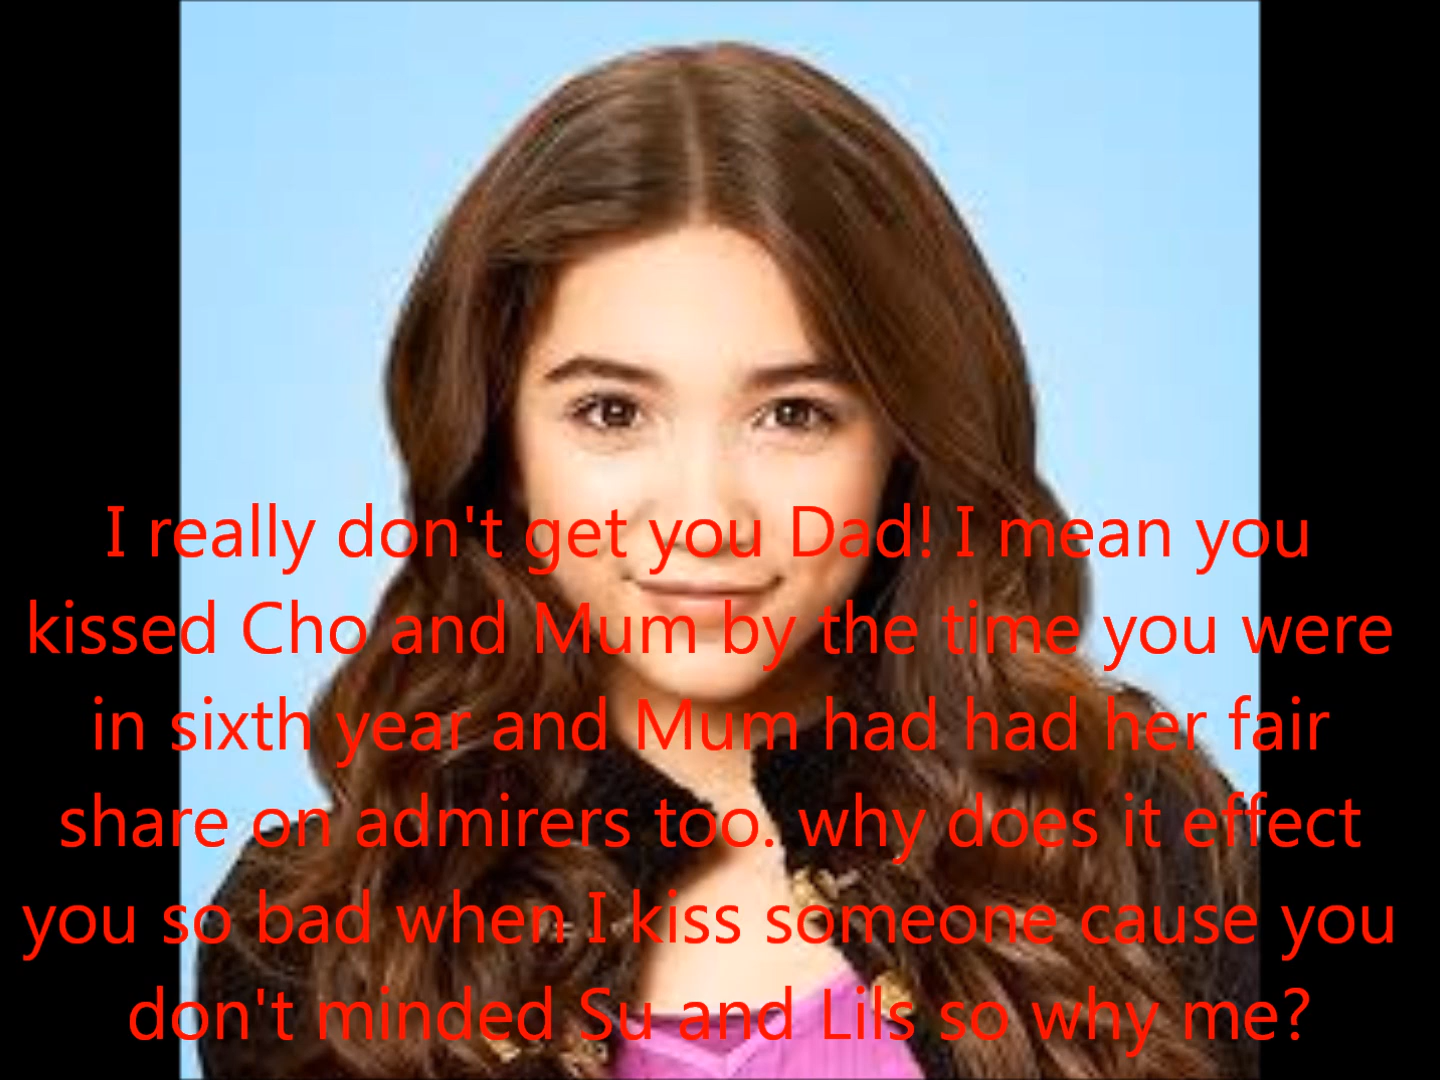 I really don't get you Dad! I mean you
kissed Cho and Mum by the time you were
in sixth year and Mum had had her fair
share on admirers too. why does it effect
you so bad when I kiss someone cause you
don't minded Su and Lils so why me?